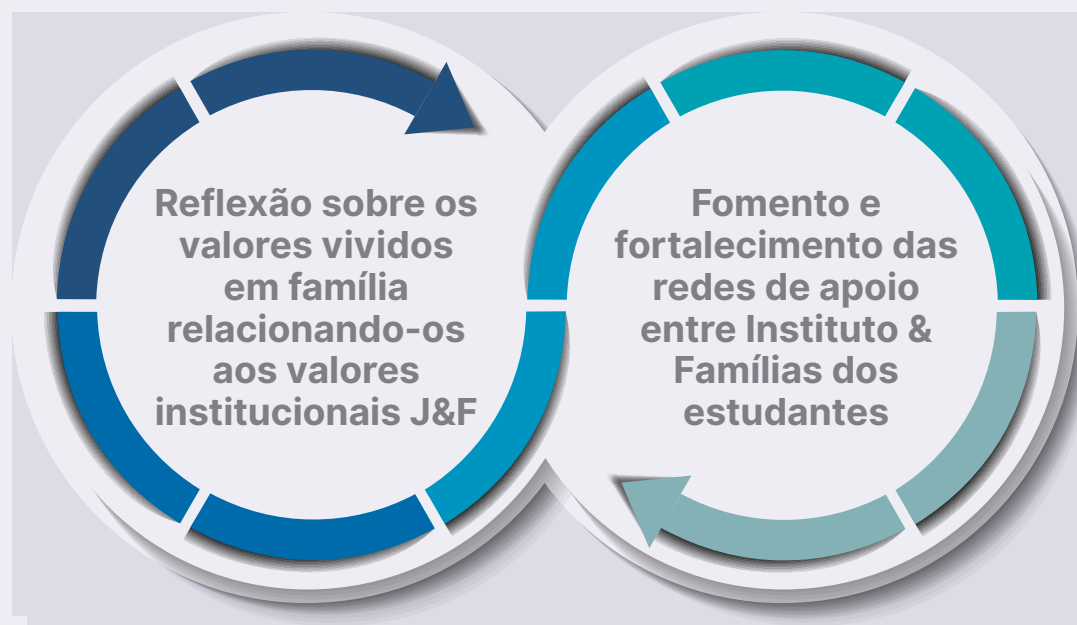 Reflexão sobre os
valores vividos
em família
relacionando-os
aos valores
institucionais J&F
Fomento e
fortalecimento das
redes de apoio
entre Instituto &
Famílias dos
estudantes